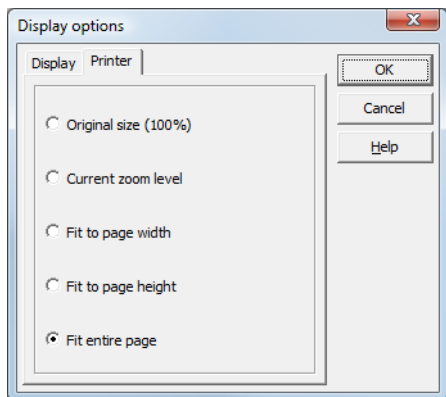 Display options
Display Printer
Original size (100%)
Current zoom level
Fit to page width
Fit to page height
Fit entire page
OK
Cancel
Help